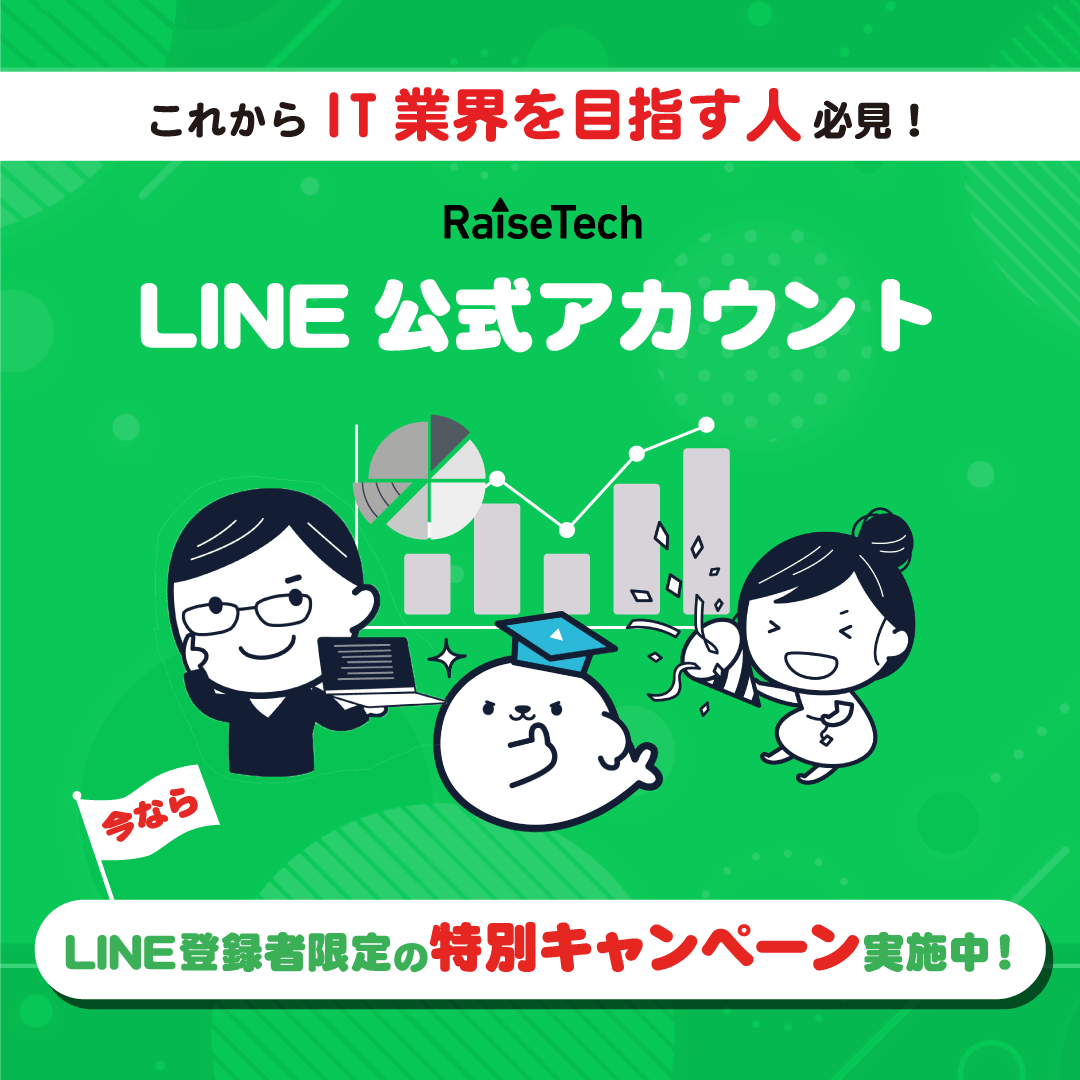 これから IT 業界を目指す人 必見！
RaiseTech
LINE 公式アカウント
今なら
LINE登録者限定の特別キャンペーン実施中！